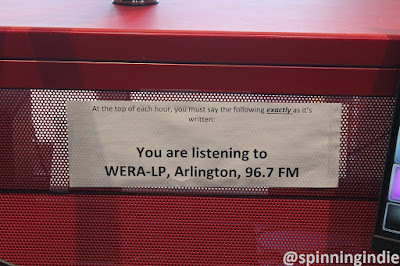 At the top of each hour, you must say the following exactly as it's
written:
You are listening to
WERA-LP, Arlington, 96.7 FM
@spinningindie